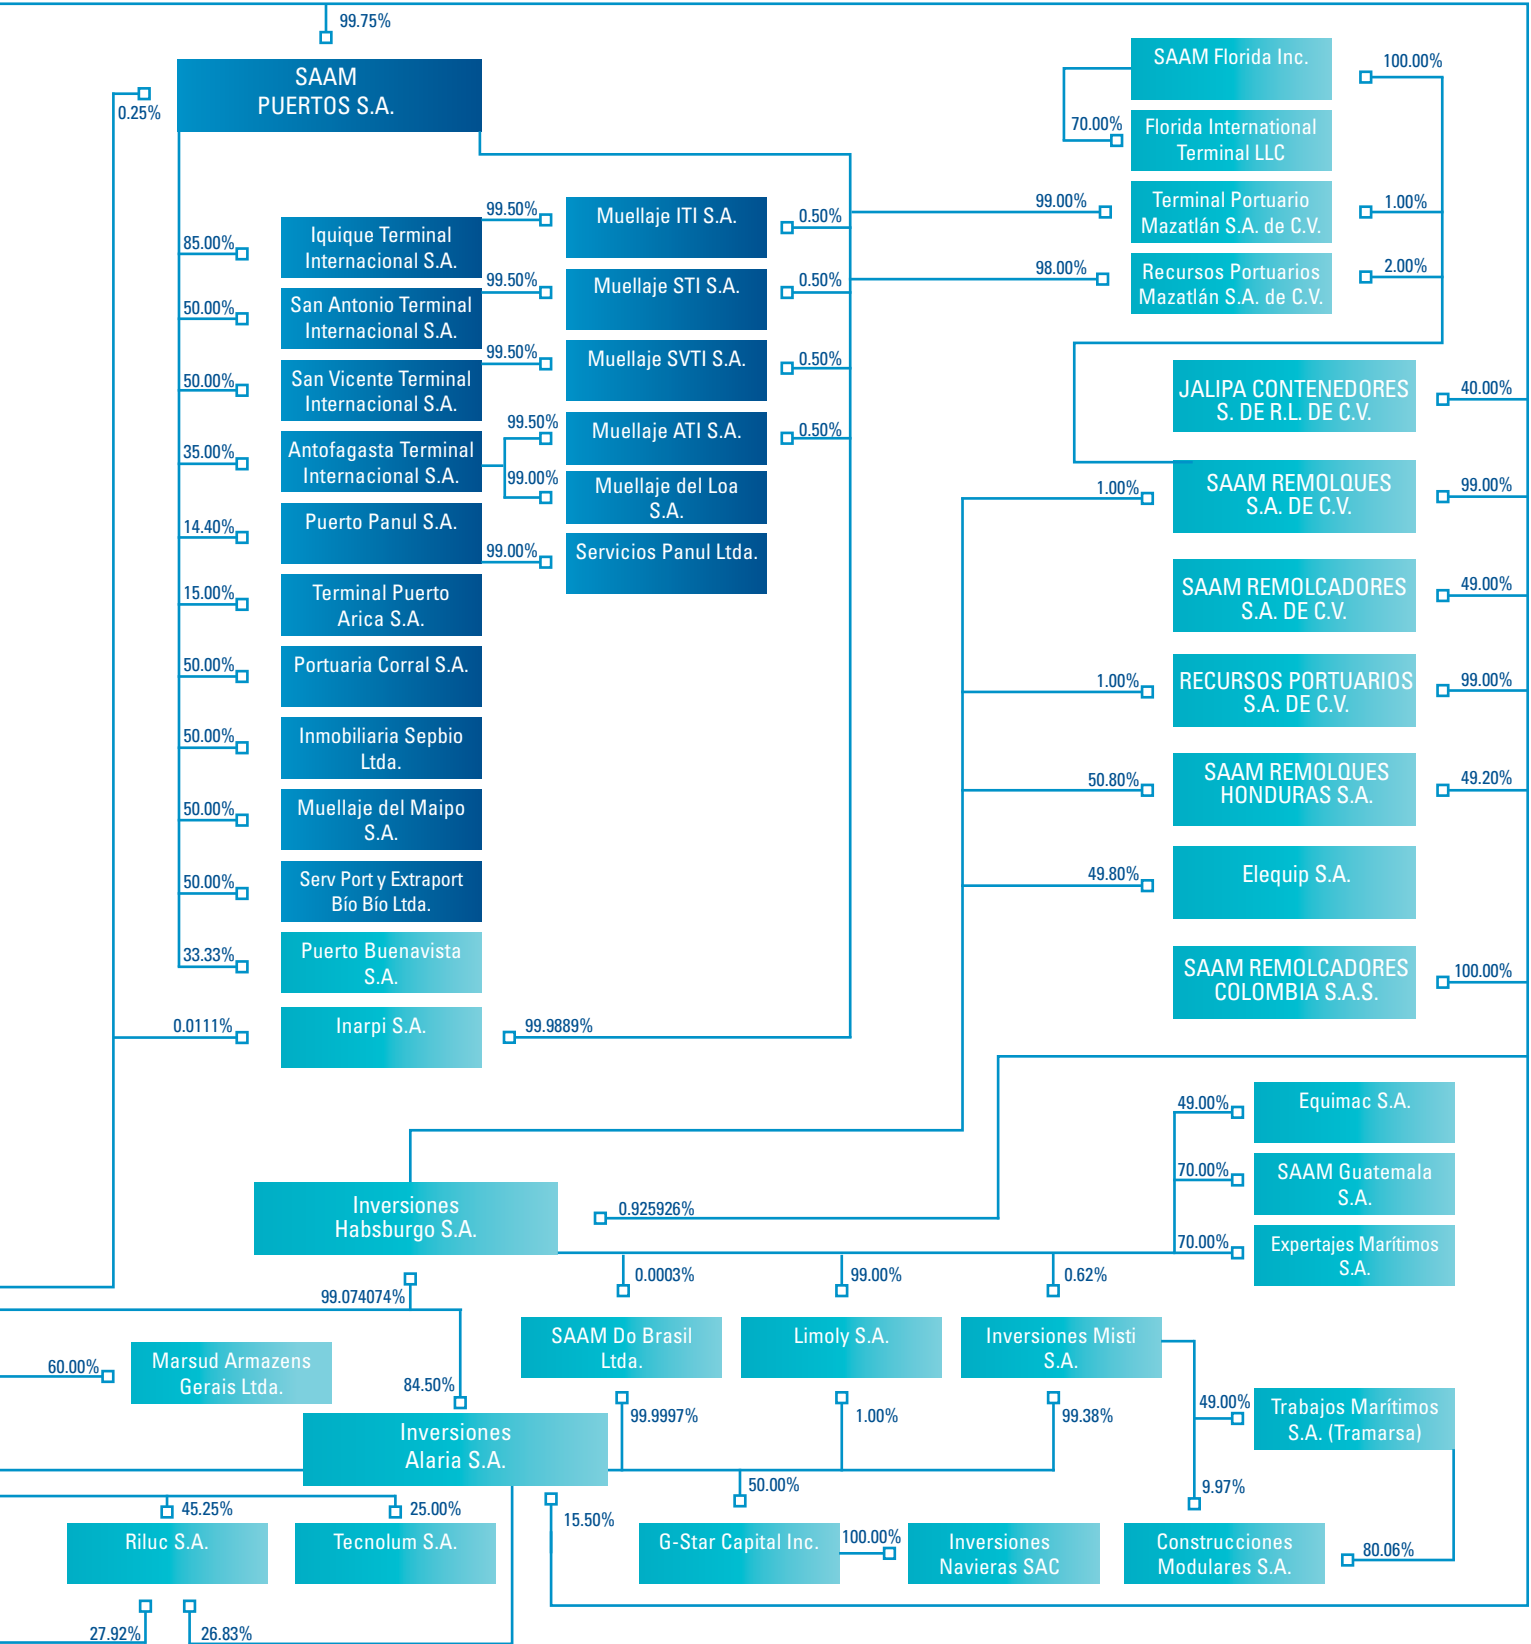 99.75%
SAAM
PUERTOS S.A.
0.25%
SAAM Florida Inc.
100.00%
70.00%
Florida International
Terminal LLC
99.00%
Terminal Portuario
Mazatlán S.A. de C.V.
1.00%
98.00%
Recursos Portuarios
Mazatlán S.A. de C.V.
2.00%
85.00%
Iquique Terminal
Internacional S.A.
99.50%
Muellaje ITI S.A.
0.50%
50.00%
San Antonio Terminal
Internacional S.A.
99.50%
Muellaje STI S.A.
0.50%
50.00%
San Vicente Terminal
Internacional S.A.
99.50%
Muellaje SVTI S.A.
0.50%
35.00%
Antofagasta Terminal
Internacional S.A.
99.50%
Muellaje ATI S.A.
0.50%
99.00%
Muellaje del Loa
S.A.
14.40%
Puerto Panul S.A.
99.00%
Servicios Panul Ltda.
15.00%
Terminal Puerto
Arica S.A.
50.00%
Portuaria Corral S.A.
50.00%
Inmobiliaria Sepbio
Ltda.
50.00%
Muellaje del Maipo
S.A.
50.00%
Serv Port y Extraport
Bío Bío Ltda.
33.33%
Puerto Buenavista
S.A.
0.0111%
Inarpi S.A.
99.9889%
JALIPA CONTENEDORES
S. DE R.L. DE C.V.
40.00%
1.00%
SAAM REMOLQUES
S.A. DE C.V.
99.00%
SAAM REMOLCADORES
S.A. DE C.V.
49.00%
1.00%
RECURSOS PORTUARIOS
S.A. DE C.V.
99.00%
50.80%
SAAM REMOLQUES
HONDURAS S.A.
49.20%
49.80%
Elequip S.A.
SAAM REMOLCADORES
COLOMBIA S.A.S.
100.00%
49.00%
Equimac S.A.
70.00%
SAAM Guatemala
S.A.
70.00%
Expertajes Marítimos
S.A.
Inversiones
Habsburgo S.A.
0.925926%
99.074074%
0.0003%
99.00%
0.62%
SAAM Do Brasil
Ltda.
Limoly S.A.
Inversiones Misti
S.A.
60.00%
Marsud Armazens
Gerais Ltda.
84.50%
99.9997%
1.00%
99.38%
49.00%
Trabajos Marítimos
S.A. (Tramarsa)
Inversiones
Alaria S.A.
15.50%
50.00%
9.97%
45.25%
25.00%
Riluc S.A.
Tecnolum S.A.
G-Star Capital Inc.
100.00%
Inversiones
Navieras SAC
Construcciones
Modulares S.A.
80.06%
27.92%
26.83%